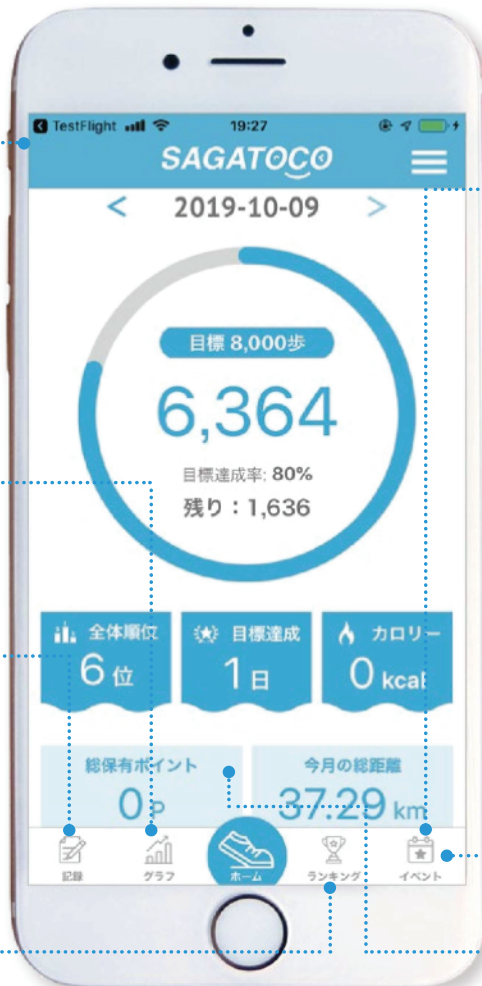 TestFlight
19:27
SAGATOCO
< 2019-10-09 >
目標 8,000歩
6,364
目標達成率: 80%
残り：1,636
全体順位
6 位
目標達成
1 日
カロリー
0 kcal
総保有ポイント
0 P
今月の総距離
37.29 km
記録
グラフ
ホーム
ランキング
イベント